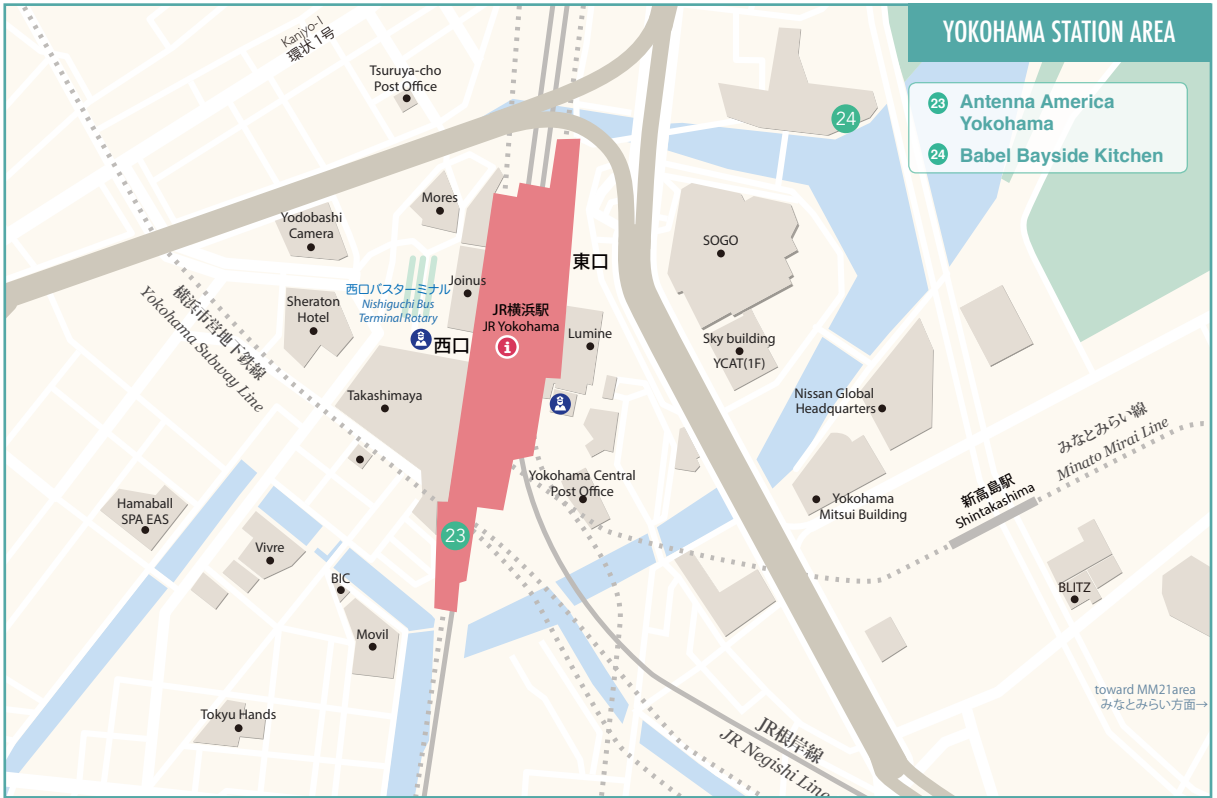 YOKOHAMA STATION AREA
23 Antenna America
Yokohama
24 Babel Bayside Kitchen
Kanjyo-I
環状1号
Tsuruya-cho
Post Office
24
Mores
Yodobashi
Camera
SOGO
東口
西口バスターミナル
Nishiguchi Bus
Terminal Rotary
Joinus
横浜市営地下鉄線
Yokohama Subway Line
Sheraton
Hotel
JR横浜駅
JR Yokohama
i
西口
Lumine
Sky building
YCAT(1F)
Takashimaya
Nissan Global
Headquarters
みなとみらい線
Minato Mirai Line
Yokohama Central
Post Office
新高島駅
Shintakashima
Yokohama
Mitsui Building
Hamaball
SPA EAS
23
Vivre
BIC
BLITZ
Movil
toward MM21area
みなとみらい方面→
Tokyu Hands
JR根岸線
JR Negishi Line